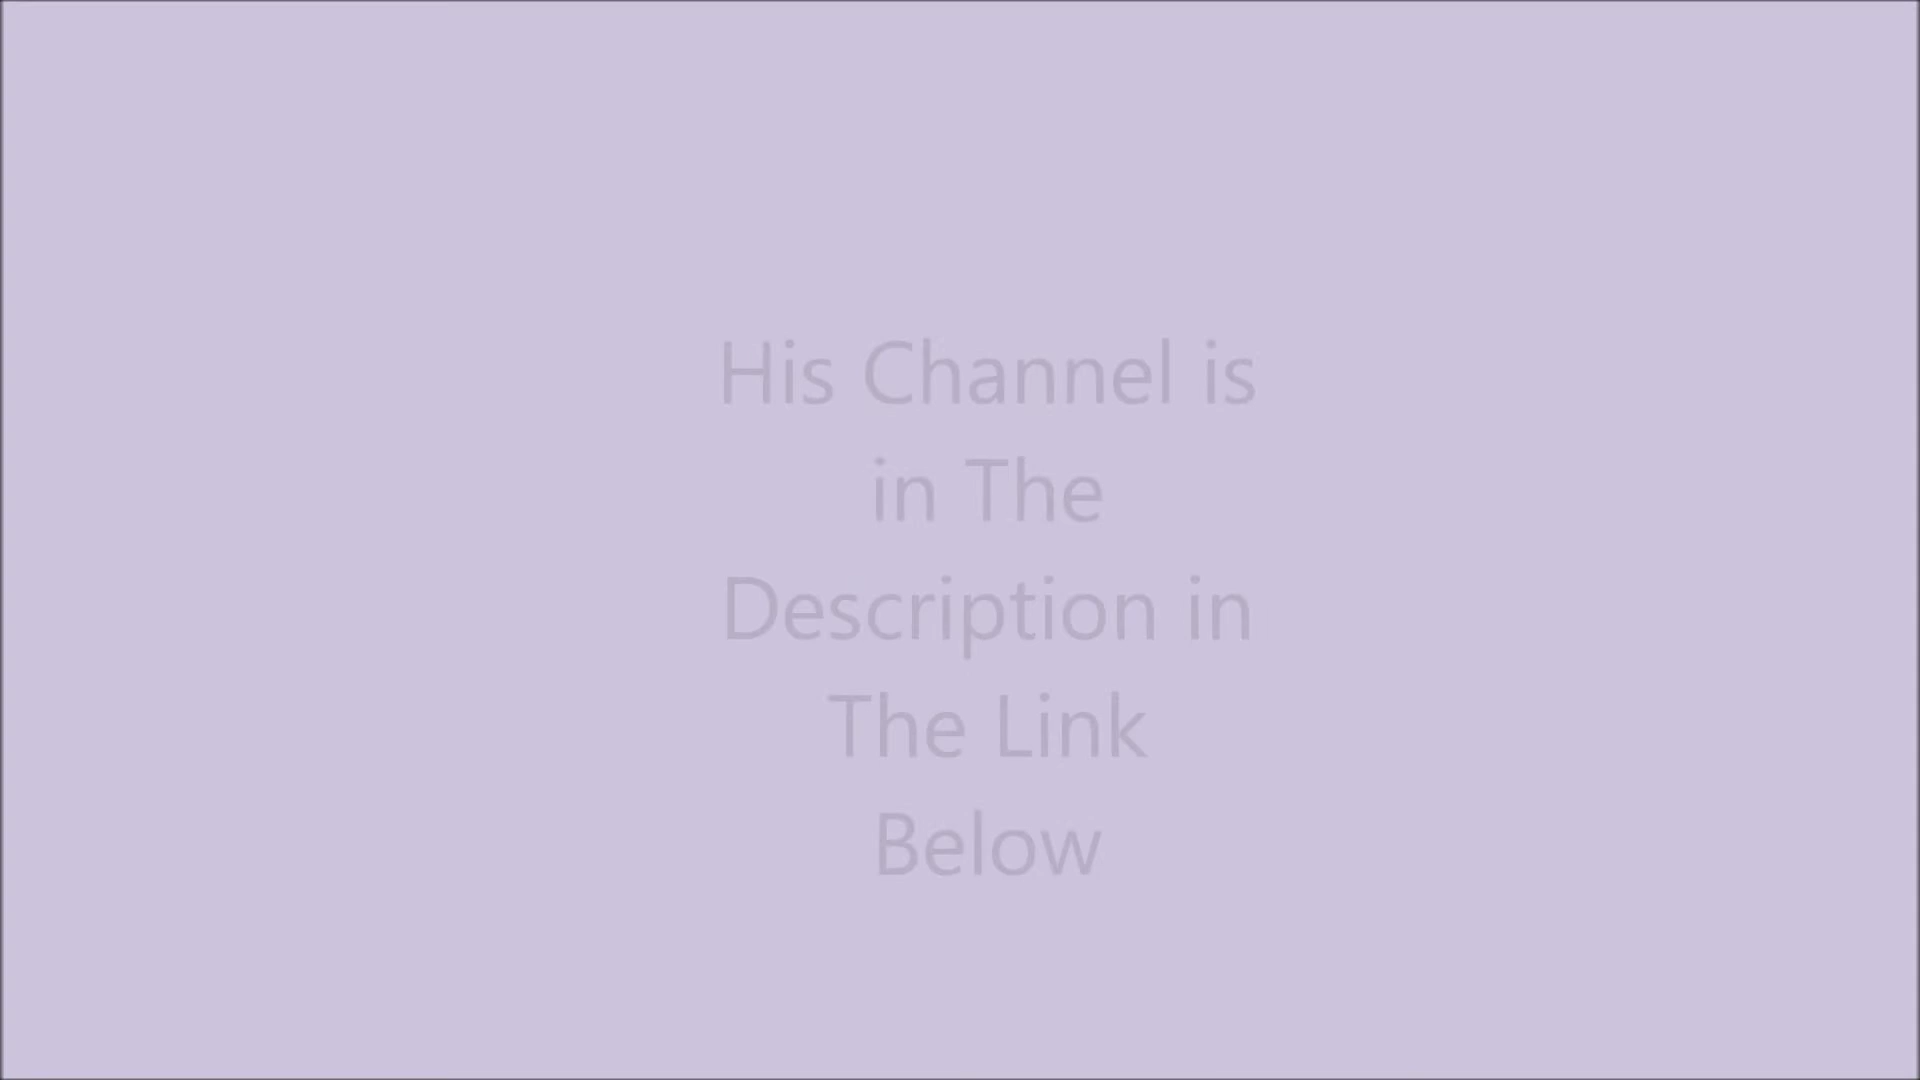 His Channel is
in The
Description in
The Link
Below